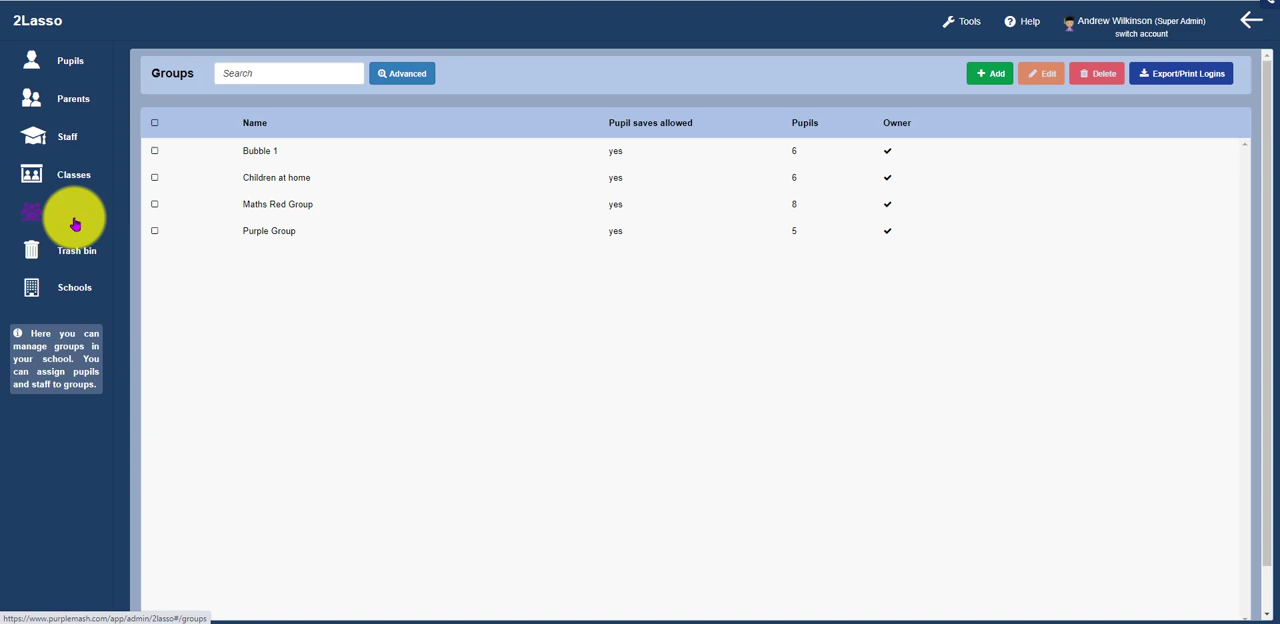 2Lasso
Tools
Help
Andrew Wilkinson (Super Admin)
switch account
Pupils
Parents
Staff
Classes
Trash bin
Schools
Here you can
manage groups in
your school. You
can assign pupils
and staff to groups.
Groups
Search
Advanced
Add
Edit
Delete
Export/Print Logins
Name Pupil saves allowed Pupils Owner
Bubble 1 yes 6
Children at home yes 6
Maths Red Group yes 8
Purple Group yes 5
https://www.purplemash.com/app/admin/2lasso#/groups